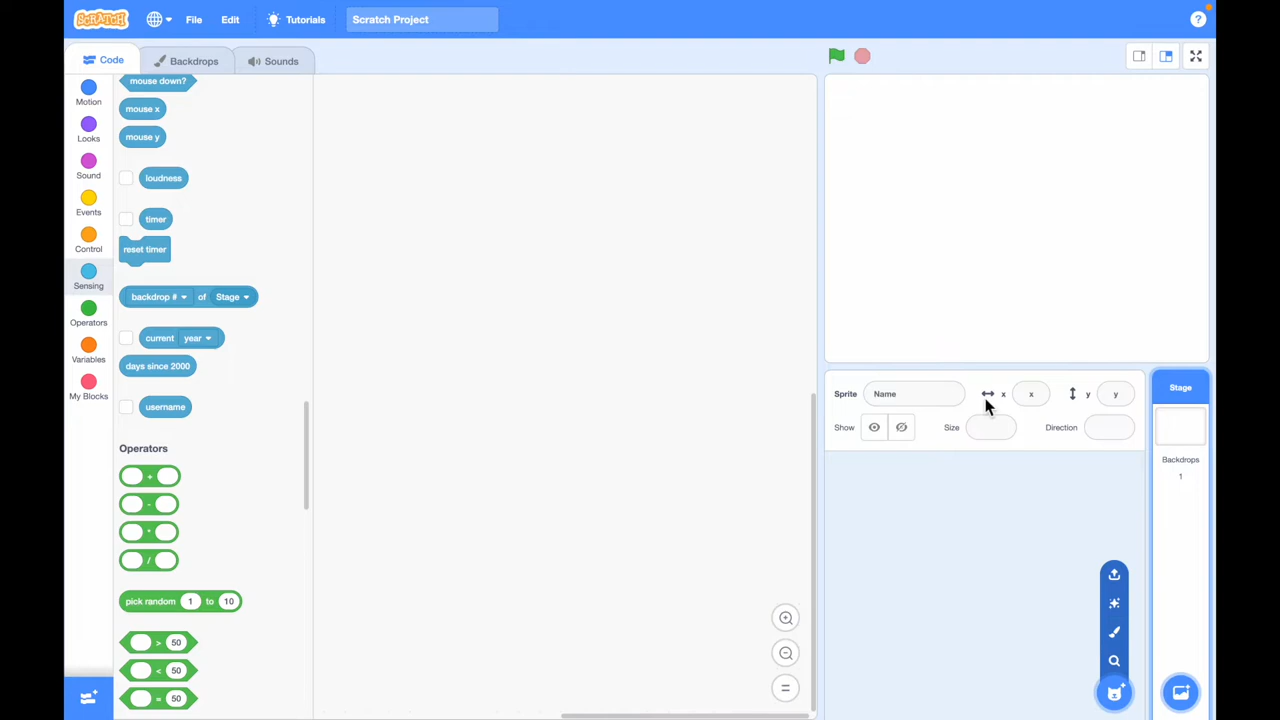 SCRATCH File Edit Tutorials Scratch Project ?
Code Backdrops Sounds
Motion
Looks
Sound
Events
Control
Sensing
Operators
Variables
My Blocks
mouse down?
mouse x
mouse y
loudness
timer
reset timer
backdrop # of Stage
current year
days since 2000
username
Operators
+
-
*
/
pick random 1 to 10
> 50
< 50
= 50
Sprite Name x x y y
Show Size Direction
Stage
Backdrops
1